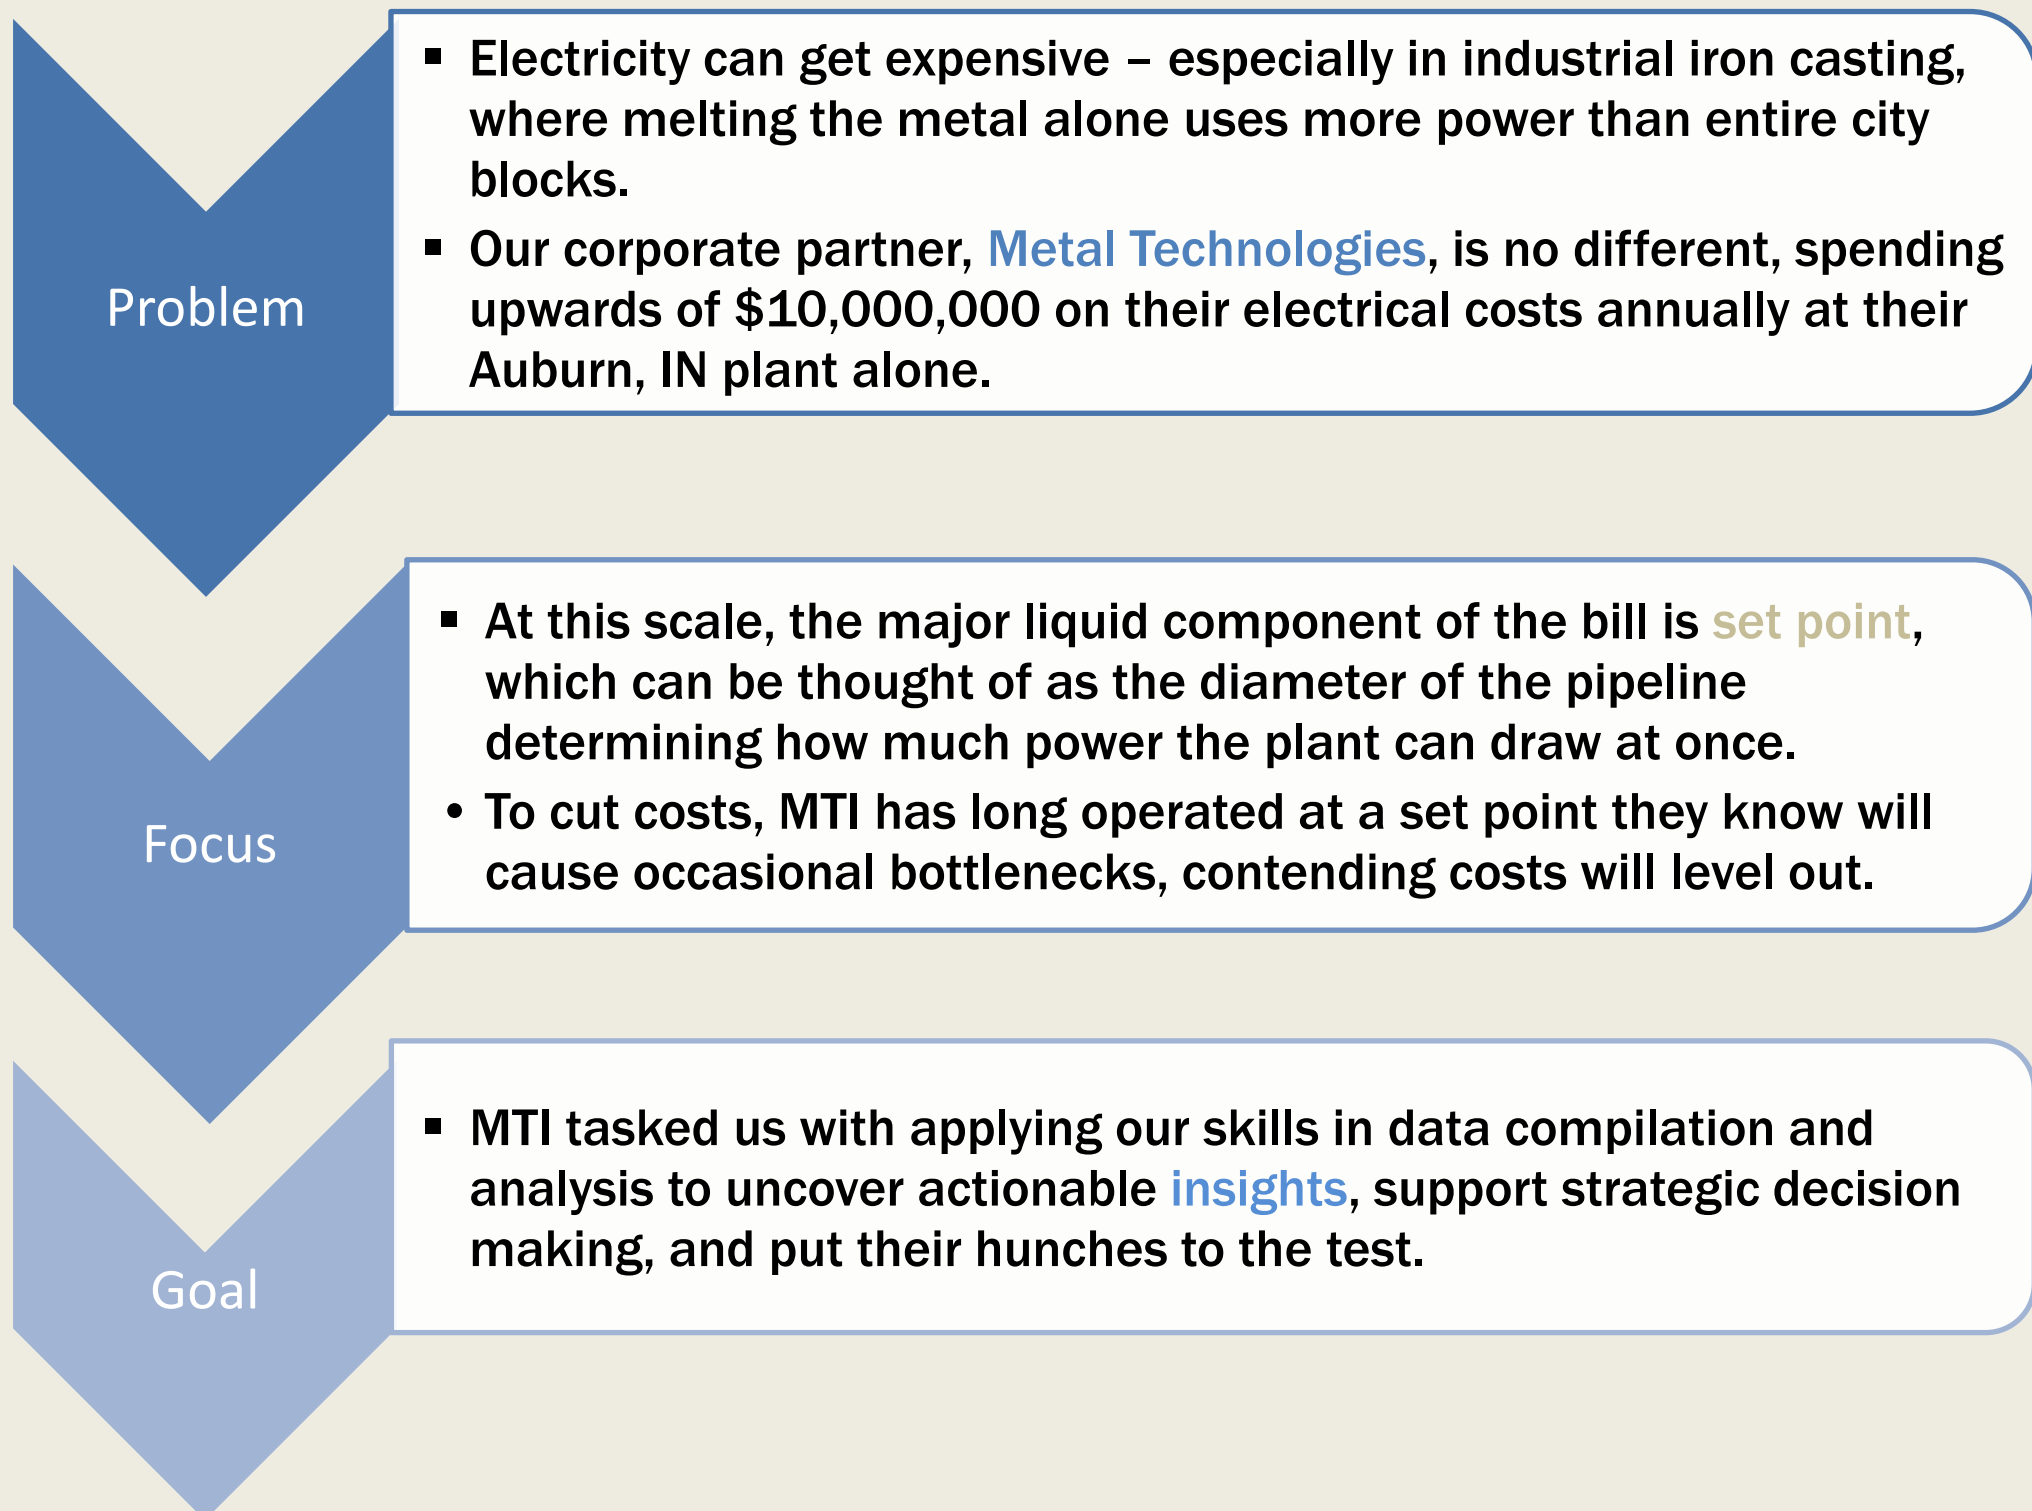 Problem
▪ Electricity can get expensive – especially in industrial iron casting,
where melting the metal alone uses more power than entire city
blocks.
▪ Our corporate partner, Metal Technologies, is no different, spending
upwards of $10,000,000 on their electrical costs annually at their
Auburn, IN plant alone.
Focus
▪ At this scale, the major liquid component of the bill is set point,
which can be thought of as the diameter of the pipeline
determining how much power the plant can draw at once.
• To cut costs, MTI has long operated at a set point they know will
cause occasional bottlenecks, contending costs will level out.
Goal
▪ MTI tasked us with applying our skills in data compilation and
analysis to uncover actionable insights, support strategic decision
making, and put their hunches to the test.